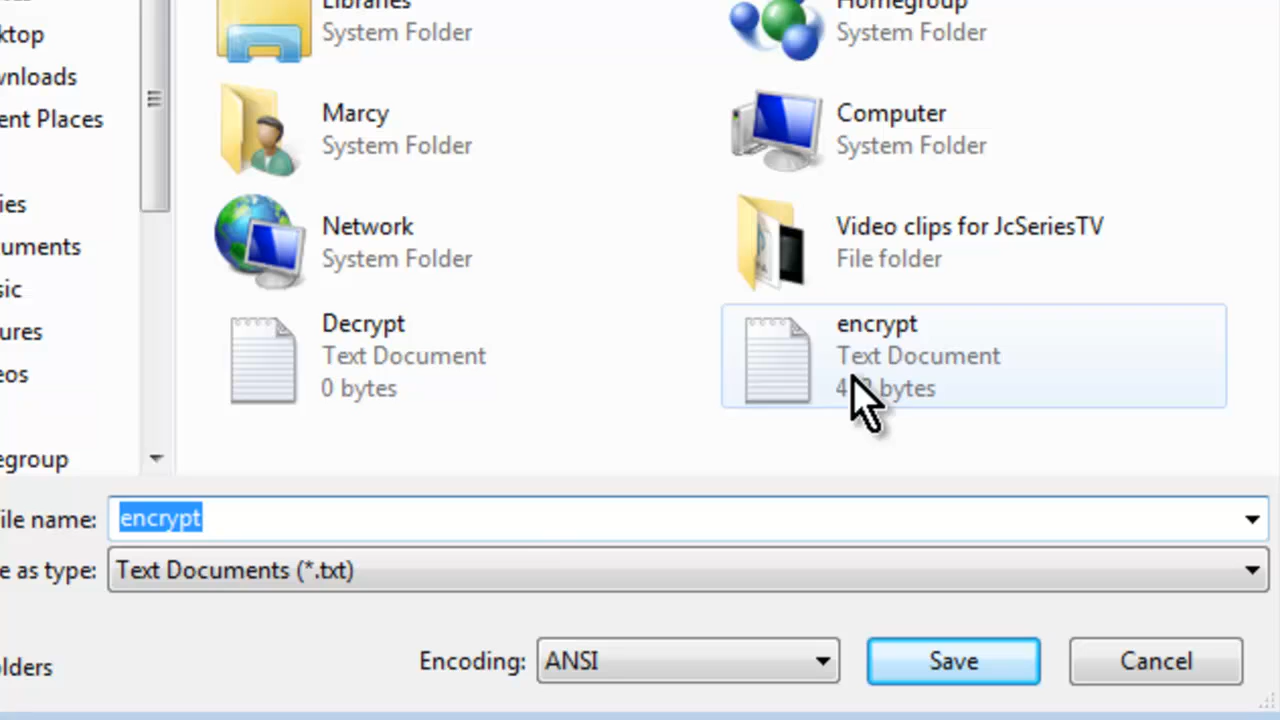 Libraries
System Folder
Homegroup
System Folder
ktop
wnloads
ent Places
Marcy
System Folder
Computer
System Folder
ies
uments
sic
ures
eos
Network
System Folder
Video clips for JcSeriesTV
File folder
Decrypt
Text Document
0 bytes
encrypt
Text Document
bytes
egroup
ile name: encrypt
e as type: Text Documents (*.txt)
lders
Encoding: ANSI
Save
Cancel